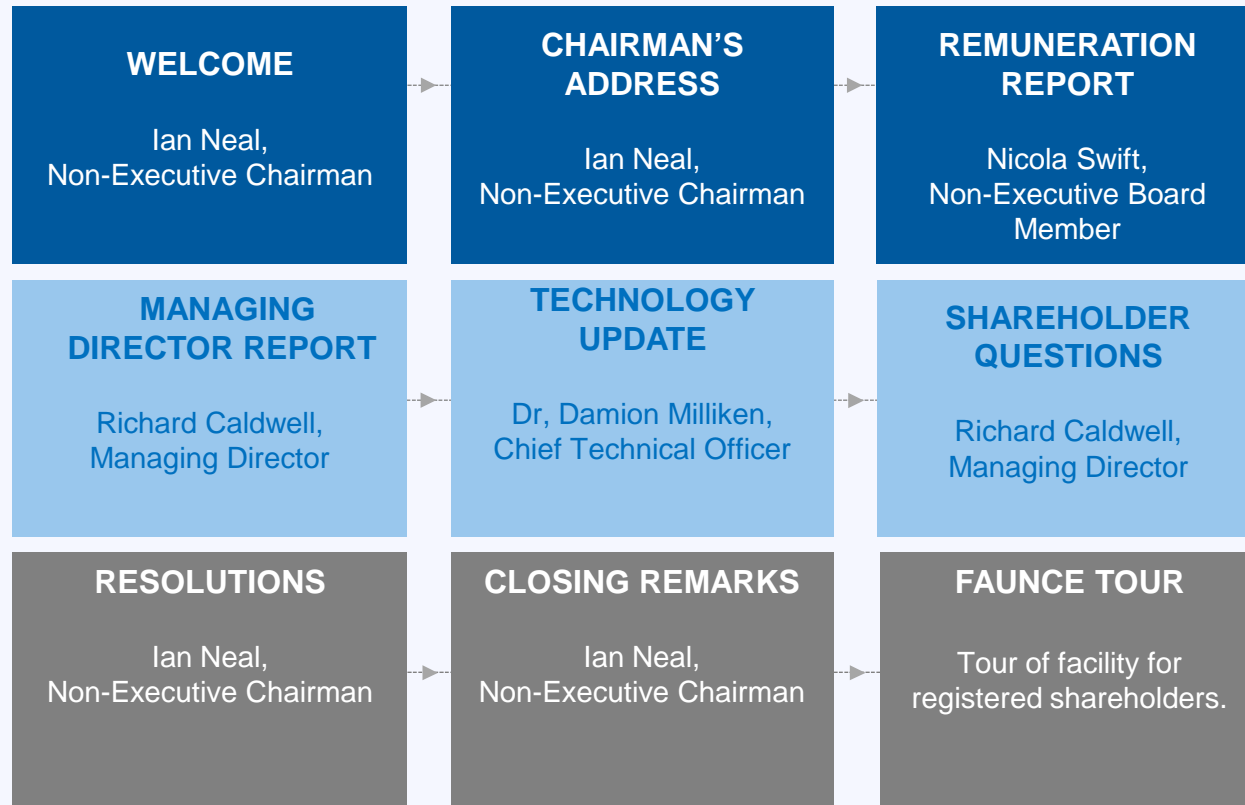 WELCOME
Ian Neal,
Non-Executive Chairman
CHAIRMAN'S
ADDRESS
Ian Neal,
Non-Executive Chairman
REMUNERATION
REPORT
Nicola Swift,
Non-Executive Board
Member
MANAGING
DIRECTOR REPORT
Richard Caldwell,
Managing Director
TECHNOLOGY
UPDATE
Dr, Damion Milliken,
Chief Technical Officer
SHAREHOLDER
QUESTIONS
Richard Caldwell,
Managing Director
RESOLUTIONS
Ian Neal,
Non-Executive Chairman
CLOSING REMARKS
Ian Neal,
Non-Executive Chairman
FAUNCE TOUR
Tour of facility for
registered shareholders.